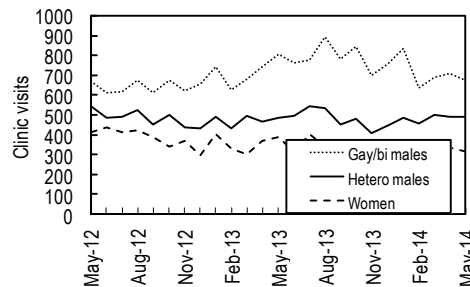 1000
900
800
700
600
500
400
300
200
100
0
Clinic visits
Gay/bi males
Hetero males
Women
May-12
Aug-12
Nov-12
Feb-13
May-13
Aug-13
Nov-13
Feb-14
May-14